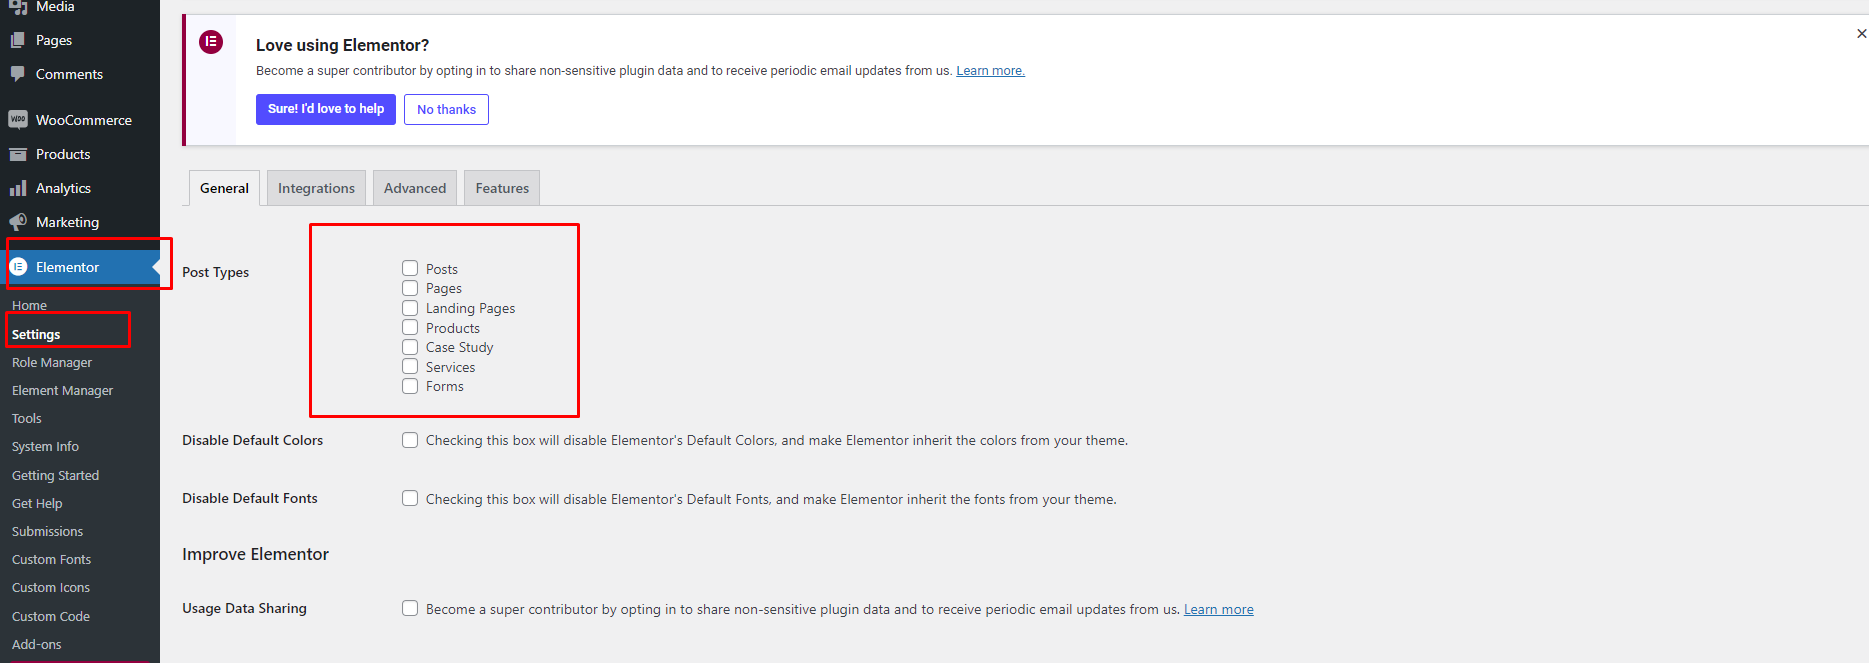 Media
Pages
Comments
WOO WooCommerce
Products
Analytics
Marketing
Elementor
Home
Settings
Role Manager
Element Manager
Tools
System Info
Getting Started
Get Help
Submissions
Custom Fonts
Custom Icons
Custom Code
Add-ons
Love using Elementor?
Become a super contributor by opting in to share non-sensitive plugin data and to receive periodic email updates from us. Learn more.
Sure! I'd love to help No thanks
General Integrations Advanced Features
Post Types
Posts
Pages
Landing Pages
Products
Case Study
Services
Forms
Disable Default Colors Checking this box will disable Elementor's Default Colors, and make Elementor inherit the colors from your theme.
Disable Default Fonts Checking this box will disable Elementor's Default Fonts, and make Elementor inherit the fonts from your theme.
Improve Elementor
Usage Data Sharing Become a super contributor by opting in to share non-sensitive plugin data and to receive periodic email updates from us. Learn more